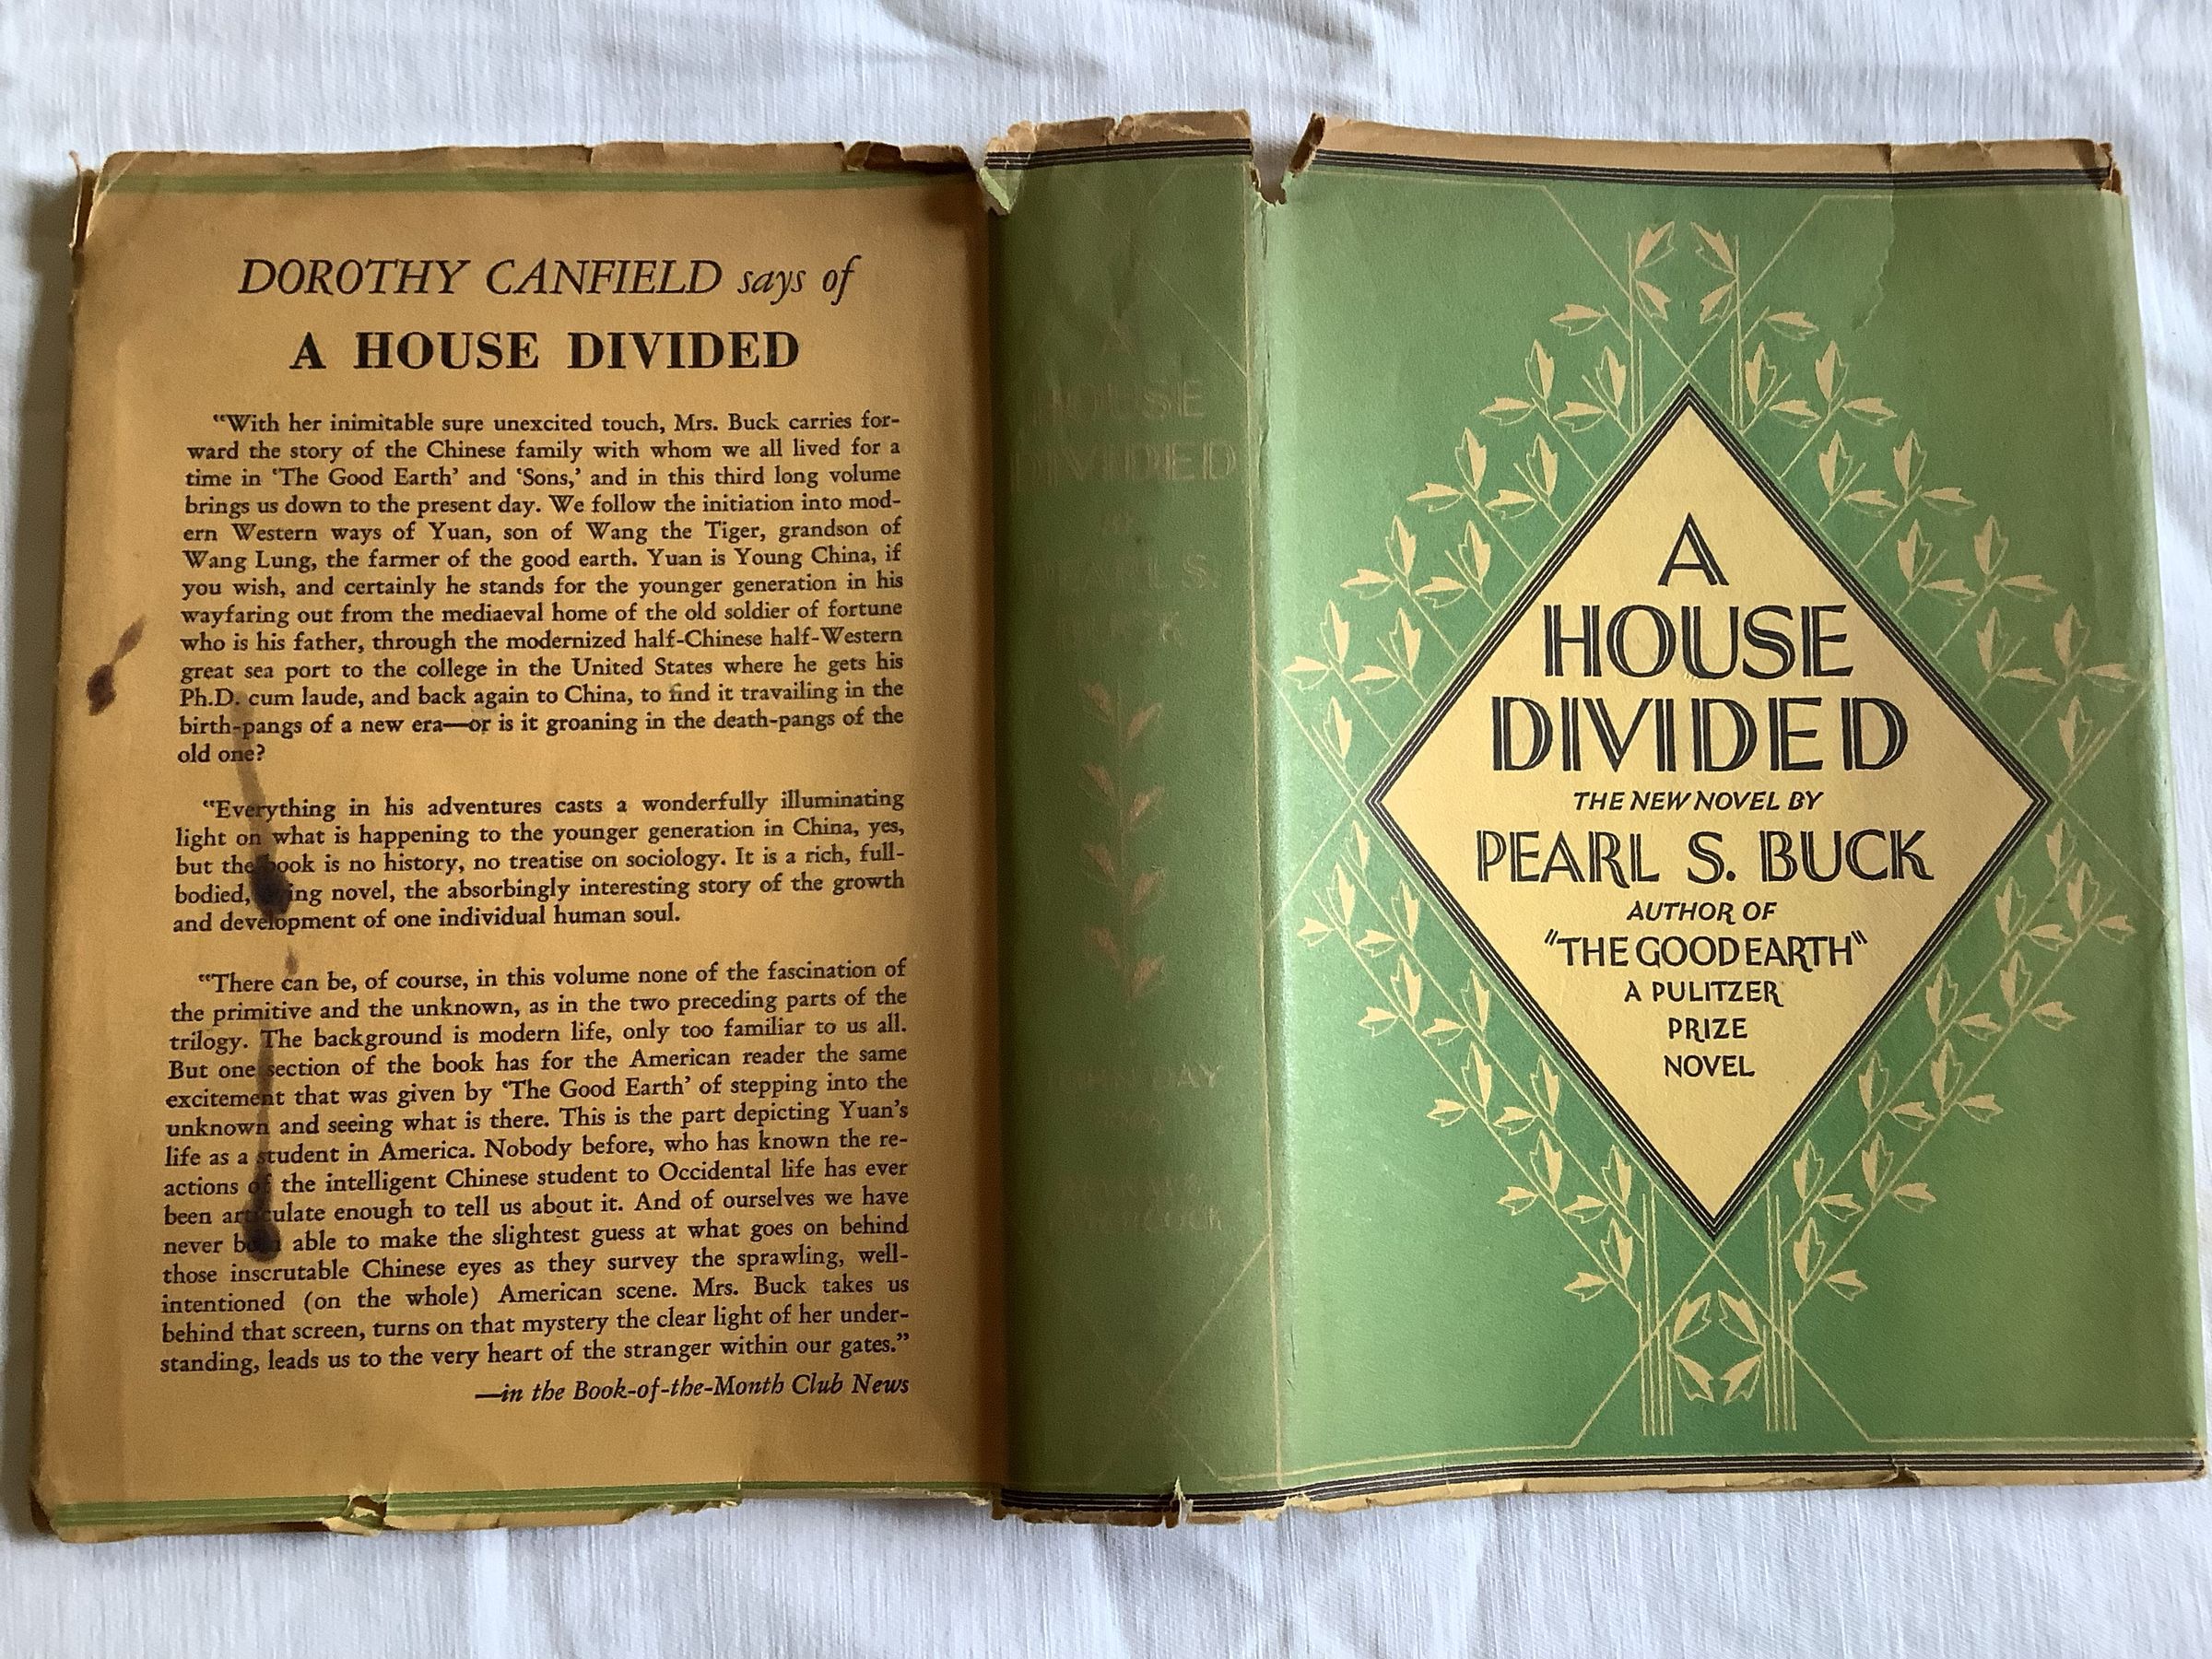 DOROTHY CANFIELD says of
A HOUSE DIVIDED
"With her inimitable sure unexcited touch, Mrs. Buck carries for-
ward the story of the Chinese family with whom we all lived for a
time in 'The Good Earth' and 'Sons,' and in this third long volume
brings us down to the present day. We follow the initiation into mod-
ern Western ways of Yuan, son of Wang the Tiger, grandson of
Wang Lung, the farmer of the good earth. Yuan is Young China, if
you wish, and certainly he stands for the younger generation in his
wayfaring out from the mediaeval home of the old soldier of fortune
who is his father, through the modernized half-Chinese half-Western
great sea port to the college in the United States where he gets his
Ph.D. cum laude, and back again to China, to find it travailing in the
birth-pangs of a new era—or is it groaning in the death-pangs of the
old one?
"Everything in his adventures casts a wonderfully illuminating
light on what is happening to the younger generation in China, yes,
but the book is no history, no treatise on sociology. It is a rich, full-
bodied, novel, the absorbingly interesting story of the growth
and development of one individual human soul.
"There can be, of course, in this volume none of the fascination of
the primitive and the unknown, as in the two preceding parts of the
trilogy. The background is modern life, only too familiar to us all.
But one section of the book has for the American reader the same
excitement that was given by 'The Good Earth' of stepping into the
unknown and seeing what is there. This is the part depicting Yuan's
life as a student in America. Nobody before, who has known the re-
actions of the intelligent Chinese student to Occidental life has ever
been articulate enough to tell us about it. And of ourselves we have
never been able to make the slightest guess at what goes on behind
those inscrutable Chinese eyes as they survey the sprawling, well-
intentioned (on the whole) American scene. Mrs. Buck takes us
behind that screen, turns on that mystery the clear light of her under-
standing, leads us to the very heart of the stranger within our gates."
—in the Book-of-the-Month Club News
A
HOUSE
DIVIDED
A
HOUSE
DIVIDED
THE NEW NOVEL BY
PEARL S. BUCK
AUTHOR OF
"THE GOOD EARTH"
A PULITZER
PRIZE
NOVEL